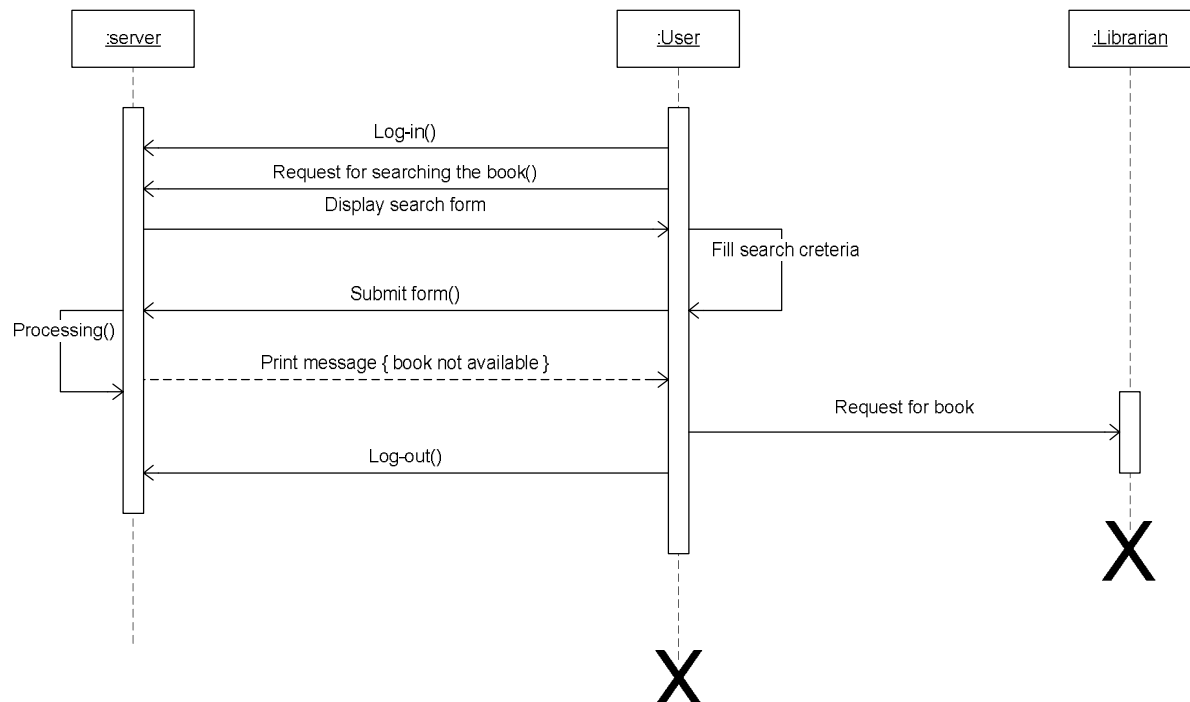 :server
:User
:Librarian
Log-in()
Request for searching the book()
Display search form
Fill search creteria
Submit form()
Processing()
Print message { book not available }
Request for book
Log-out()